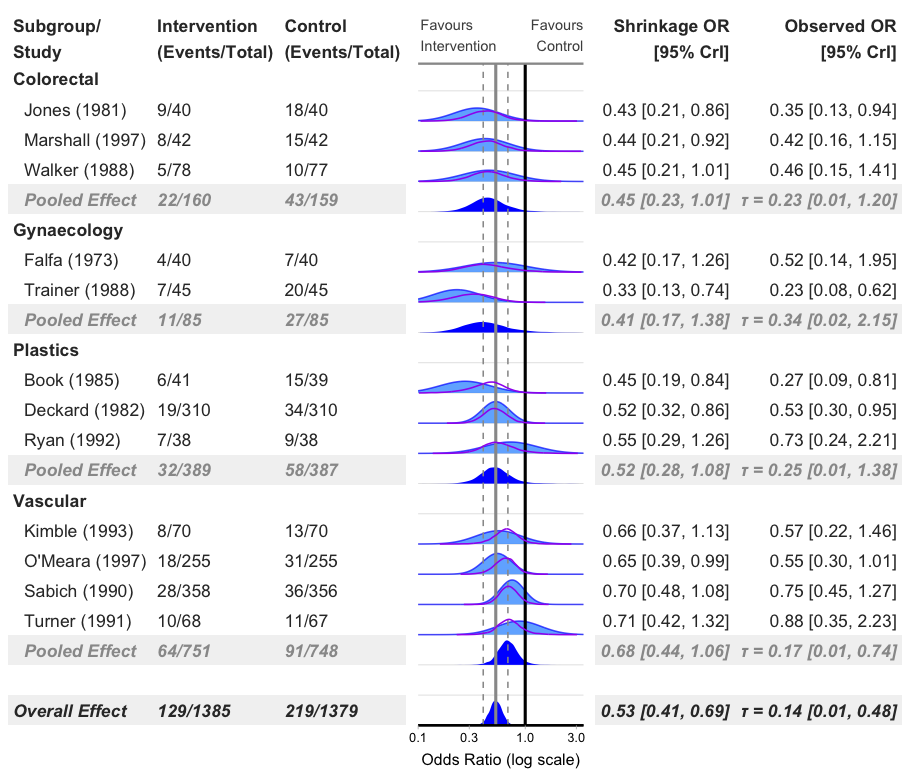 Subgroup/ Intervention Control Favours Favours Shrinkage OR Observed OR
Study (Events/Total) (Events/Total) Intervention Control [95% CrI] [95% CrI]
Colorectal
Jones (1981) 9/40 18/40 0.43 [0.21, 0.86] 0.35 [0.13, 0.94]
Marshall (1997) 8/42 15/42 0.44 [0.21, 0.92] 0.42 [0.16, 1.15]
Walker (1988) 5/78 10/77 0.45 [0.21, 1.01] 0.46 [0.15, 1.41]
Pooled Effect 22/160 43/159 0.45 [0.23, 1.01] τ = 0.23 [0.01, 1.20]
Gynaecology
Falfa (1973) 4/40 7/40 0.42 [0.17, 1.26] 0.52 [0.14, 1.95]
Trainer (1988) 7/45 20/45 0.33 [0.13, 0.74] 0.23 [0.08, 0.62]
Pooled Effect 11/85 27/85 0.41 [0.17, 1.38] τ = 0.34 [0.02, 2.15]
Plastics
Book (1985) 6/41 15/39 0.45 [0.19, 0.84] 0.27 [0.09, 0.81]
Deckard (1982) 19/310 34/310 0.52 [0.32, 0.86] 0.53 [0.30, 0.95]
Ryan (1992) 7/38 9/38 0.55 [0.29, 1.26] 0.73 [0.24, 2.21]
Pooled Effect 32/389 58/387 0.52 [0.28, 1.08] τ = 0.25 [0.01, 1.38]
Vascular
Kimble (1993) 8/70 13/70 0.66 [0.37, 1.13] 0.57 [0.22, 1.46]
O'Meara (1997) 18/255 31/255 0.65 [0.39, 0.99] 0.55 [0.30, 1.01]
Sabich (1990) 28/358 36/356 0.70 [0.48, 1.08] 0.75 [0.45, 1.27]
Turner (1991) 10/68 11/67 0.71 [0.42, 1.32] 0.88 [0.35, 2.23]
Pooled Effect 64/751 91/748 0.68 [0.44, 1.06] τ = 0.17 [0.01, 0.74]
Overall Effect 129/1385 219/1379 0.53 [0.41, 0.69] τ = 0.14 [0.01, 0.48]
0.1 0.3 1.0 3.0
Odds Ratio (log scale)